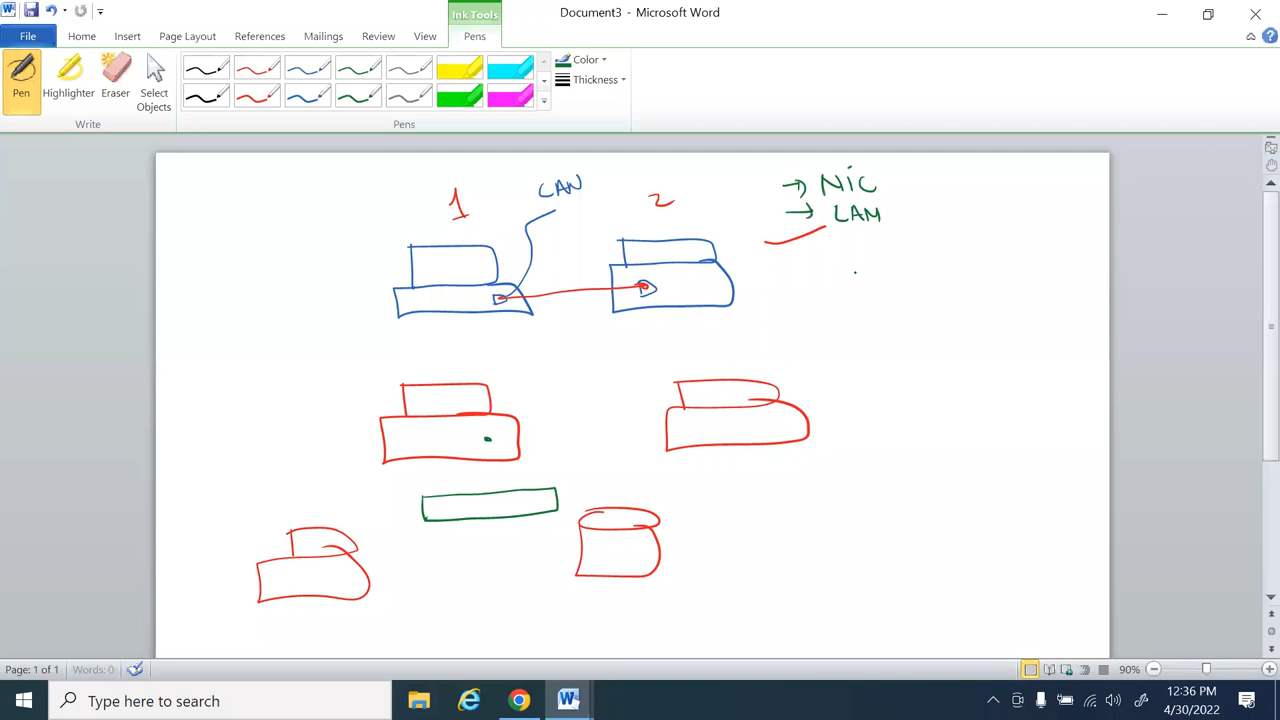 Document3 - Microsoft Word
Ink Tools
File
Home
Insert
Page Layout
References
Mailings
Review
View
Pens
Pen
Highlighter
Eraser
Select
Objects
Color
Thickness
Write
Pens
1
CAN
2
→ NiC
→ LAM
Page: 1 of 1
Words: 0
90%
Type here to search
12:36 PM
4/30/2022